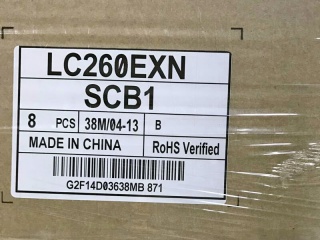 LC260EXN
SCB1
8 PCS 38M/04-13 B
MADE IN CHINA RoHS Verified
G2F14D03638MB 871